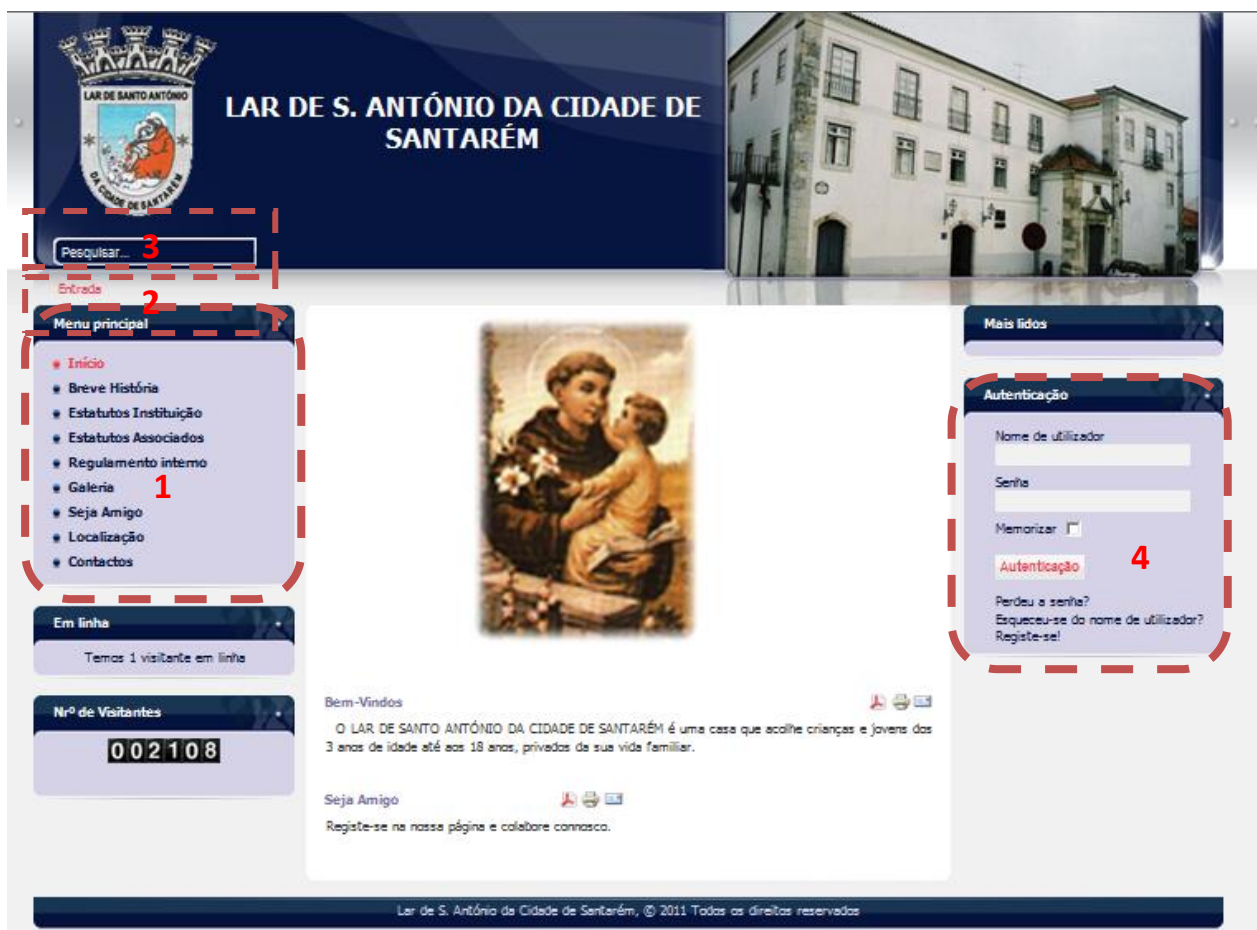 LAR DE SANTO ANTÓNIO
DA CIDADE DE SANTARÉM
LAR DE S. ANTÓNIO DA CIDADE DE
SANTARÉM
Pesquisar...
3
Entrada
2
Menu principal
Início
Breve História
Estatutos Instituição
Estatutos Associados
Regulamento interno
Galeria
1
Seja Amigo
Localização
Contactos
Em linha
Temos 1 visitante em linha
Nrº de Visitantes
002108
Bem-Vindos
O LAR DE SANTO ANTÓNIO DA CIDADE DE SANTARÉM é uma casa que acolhe crianças e jovens dos
3 anos de idade até aos 18 anos, privados da sua vida familiar.
Seja Amigo
Registe-se na nossa página e colabore connosco.
Mais lidos
Autenticação
Nome de utilizador
Senha
Memorizar
Autenticação
4
Perdeu a senha?
Esqueceu-se do nome de utilizador?
Registe-se!
Lar de S. António da Cidade de Santarém, © 2011 Todos os direitos reservados